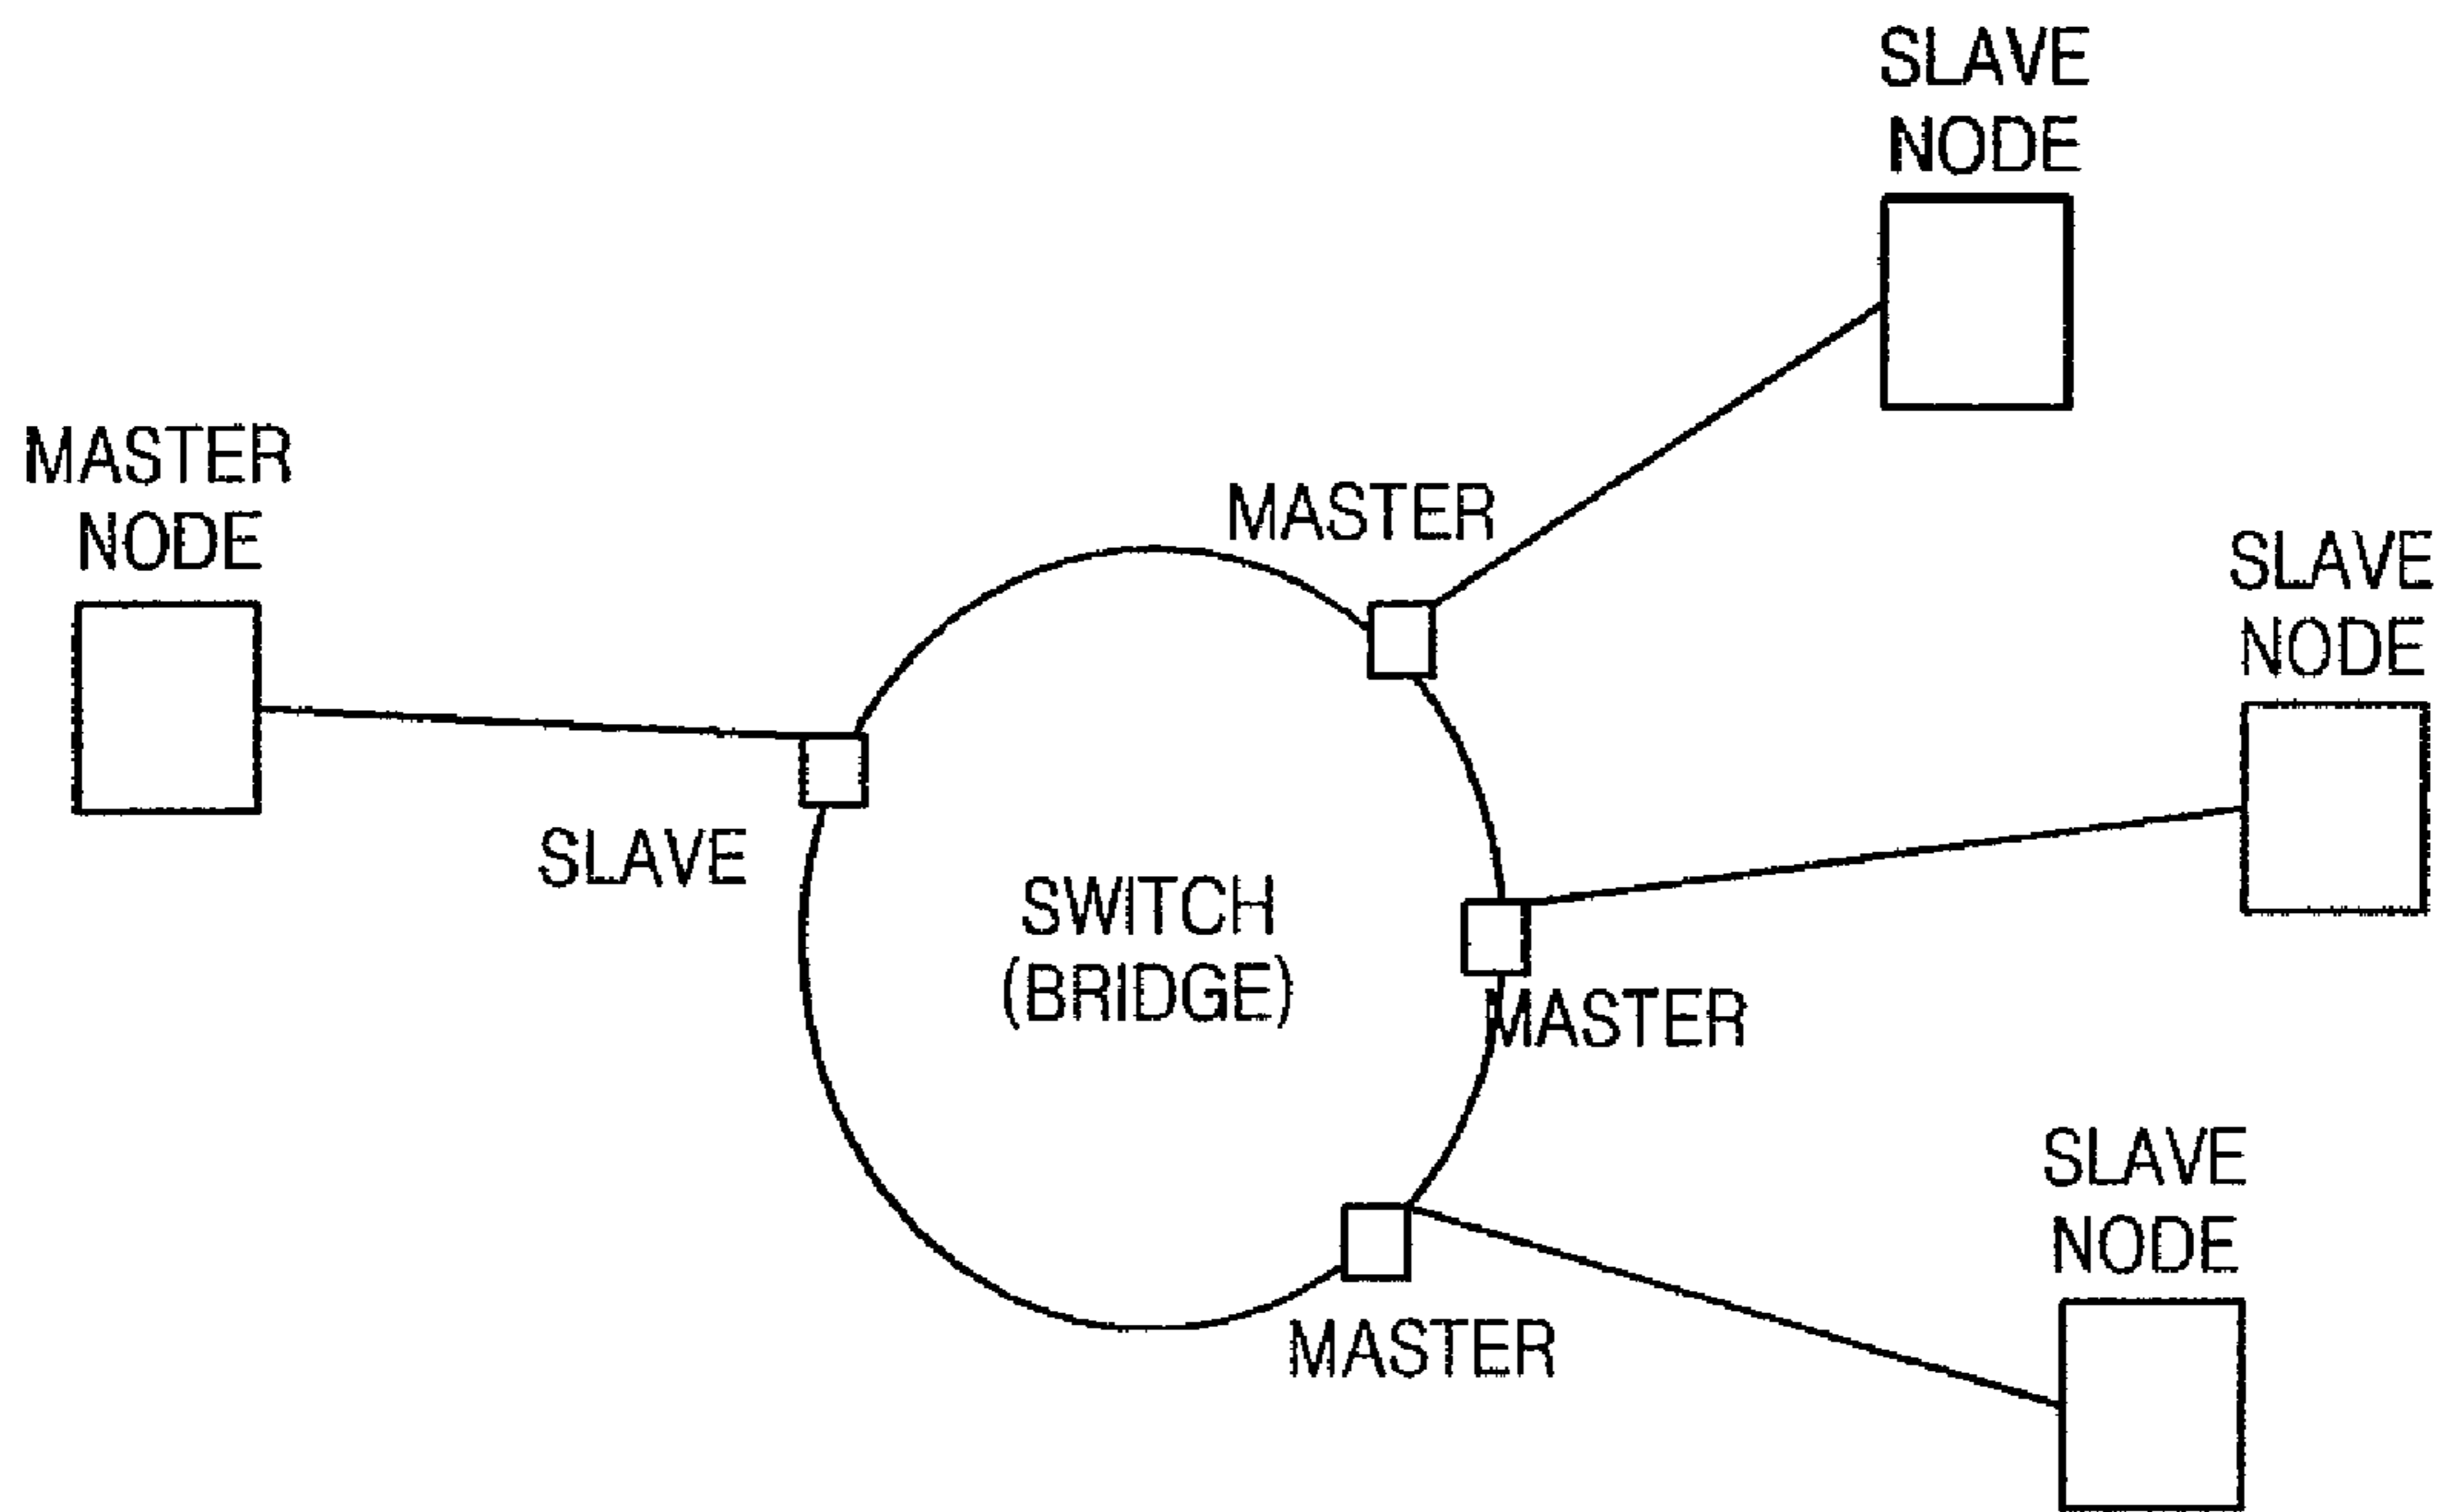 SLAVE
NODE
MASTER
NODE
MASTER
SLAVE
NODE
SLAVE
SWITCH
(BRIDGE)
MASTER
SLAVE
NODE
MASTER